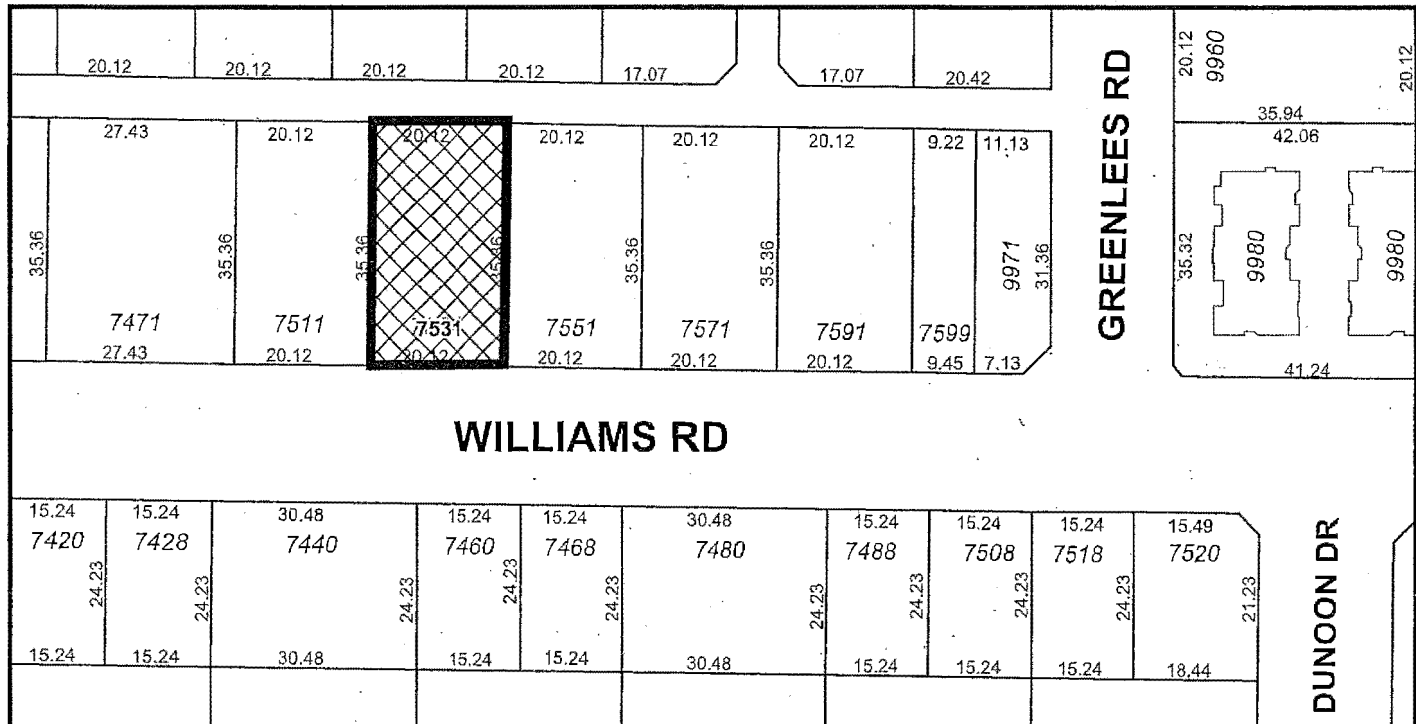 20.12 20.12 20.12 20.12 17.07 17.07 20.42
GREENLEES RD
20.12 9960 20.12
35.94
42.06
27.43 20.12 20.12 20.12 20.12 20.12 9.22 11.13
35.36 35.36 35.36 35.36 35.36 35.36 9971 31.36 35.32 9980 9980
7471 7511 7531 7551 7571 7591 7599
27.43 20.12 20.12 20.12 20.12 20.12 9.45 7.13
41.24
WILLIAMS RD
15.24 15.24 30.48 15.24 15.24 30.48 15.24 15.24 15.24 15.49
7420 7428 7440 7460 7468 7480 7488 7508 7518 7520
24.23 24.23 24.23 24.23 24.23 24.23 24.23 24.23 24.23 21.23
15.24 15.24 30.48 15.24 15.24 30.48 15.24 15.24 15.24 18.44
DUNOON DR